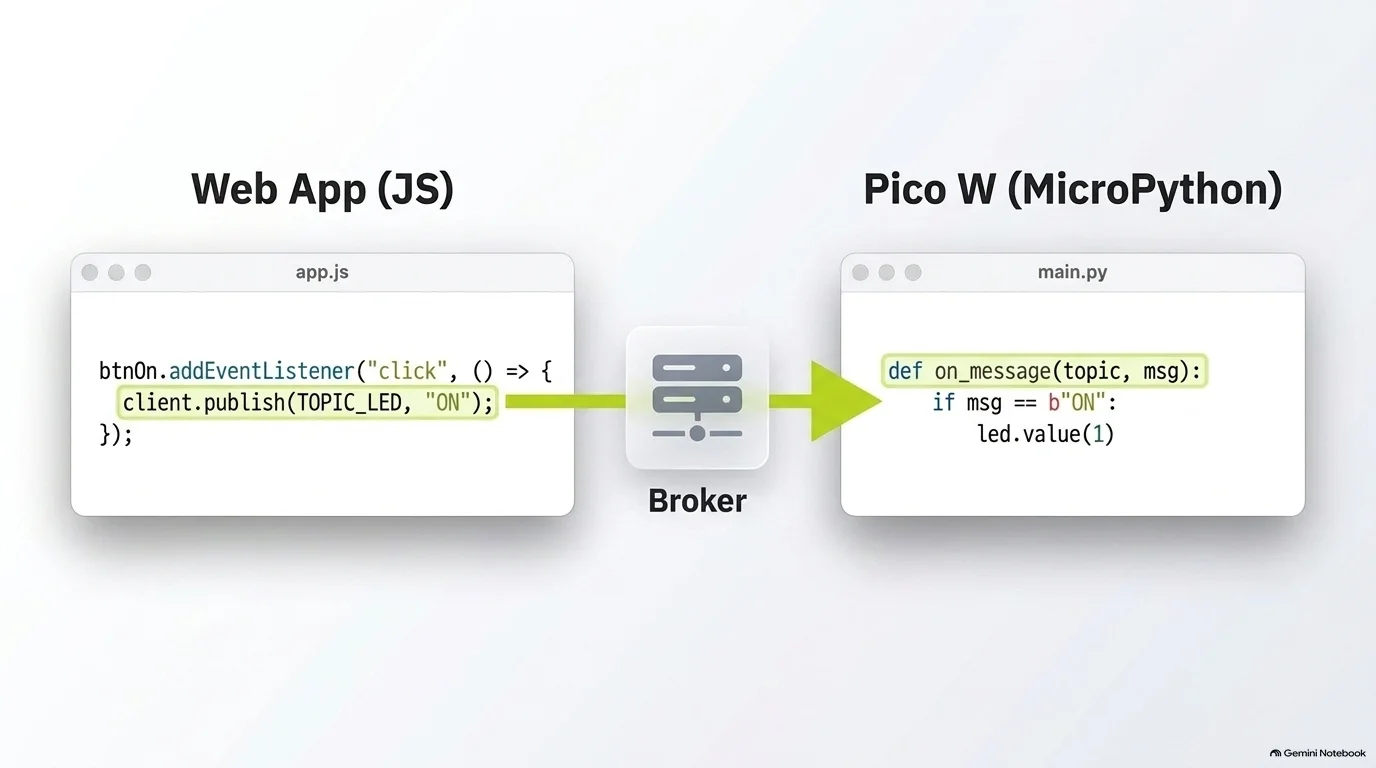 Web App (JS)
app.js
btnOn.addEventListener("click", () => {
client.publish(TOPIC_LED, "ON");
});
Broker
Pico W (MicroPython)
main.py
def on_message(topic, msg):
if msg == b"ON":
led.value(1)
Gemini Notebook